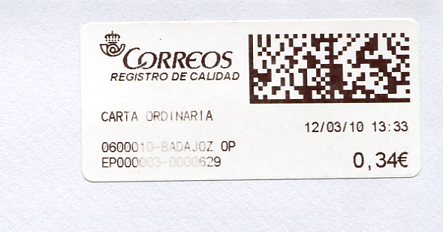 CORREOS
REGISTRO DE CALIDAD
CARTA ORDINARIA
12/03/10 13:33
0600010-BADAJOZ OP
EP000003-0000629
0,34€